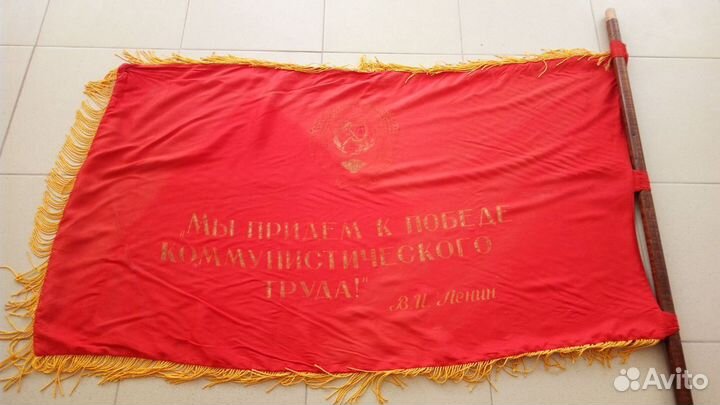 „МЫ ПРИДЕМ К ПОБЕДЕ
КОММУНИСТИЧЕСКОГО
ТРУДА!"
В.И. Ленин
Avito